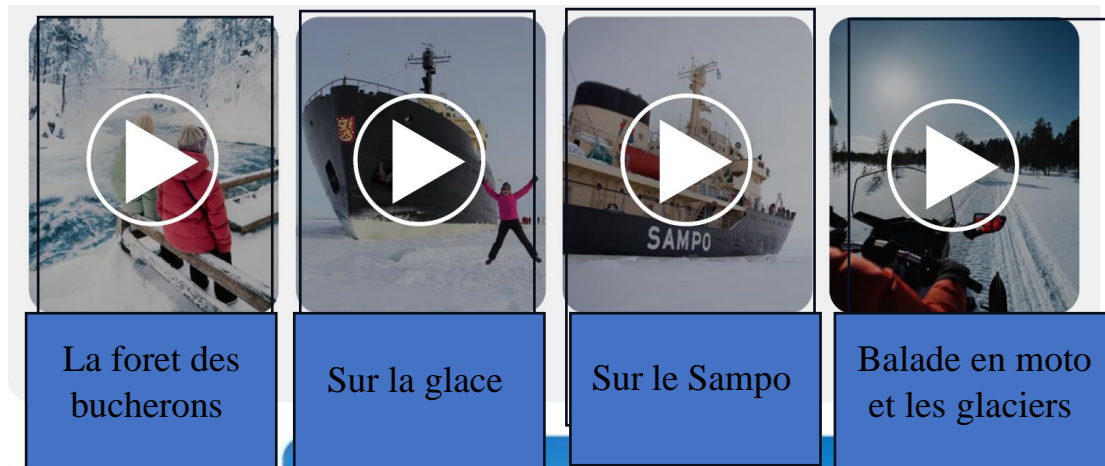 SAMPO
La foret des
bucherons
Sur la glace
Sur le Sampo
Balade en moto
et les glaciers